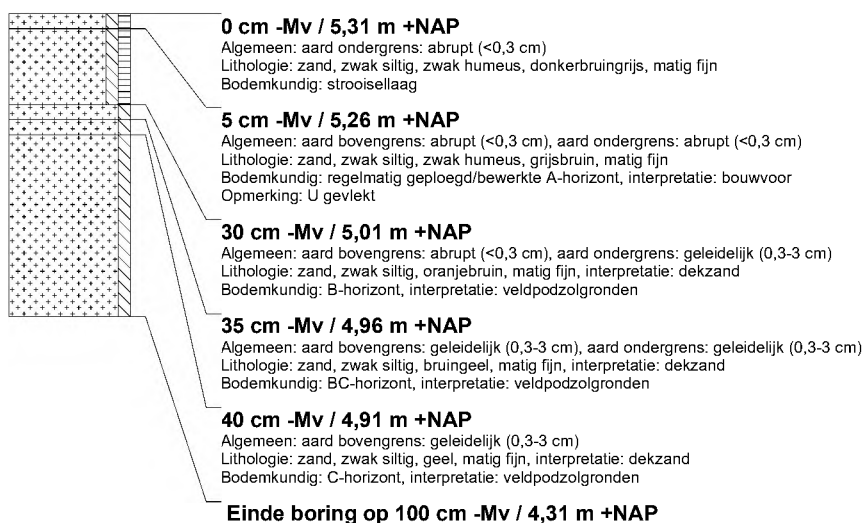 0 cm -Mv / 5,31 m +NAP
Algemeen: aard ondergrens: abrupt (<0,3 cm)
Lithologie: zand, zwak siltig, zwak humeus, donkerbruingrijs, matig fijn
Bodemkundig: strooisellaag
5 cm -Mv / 5,26 m +NAP
Algemeen: aard bovengrens: abrupt (<0,3 cm), aard ondergrens: abrupt (<0,3 cm)
Lithologie: zand, zwak siltig, zwak humeus, grijsbruin, matig fijn
Bodemkundig: regelmatig geploegd/bewerkte A-horizont, interpretatie: bouwvoor
Opmerking: U gevlekt
30 cm -Mv / 5,01 m +NAP
Algemeen: aard bovengrens: abrupt (<0,3 cm), aard ondergrens: geleidelijk (0,3-3 cm)
Lithologie: zand, zwak siltig, oranjebruin, matig fijn, interpretatie: dekzand
Bodemkundig: B-horizont, interpretatie: veldpodzolgronden
35 cm -Mv / 4,96 m +NAP
Algemeen: aard bovengrens: geleidelijk (0,3-3 cm), aard ondergrens: geleidelijk (0,3-3 cm)
Lithologie: zand, zwak siltig, bruingeel, matig fijn, interpretatie: dekzand
Bodemkundig: BC-horizont, interpretatie: veldpodzolgronden
40 cm -Mv / 4,91 m +NAP
Algemeen: aard bovengrens: geleidelijk (0,3-3 cm)
Lithologie: zand, zwak siltig, geel, matig fijn, interpretatie: dekzand
Bodemkundig: C-horizont, interpretatie: veldpodzolgronden
Einde boring op 100 cm -Mv / 4,31 m +NAP